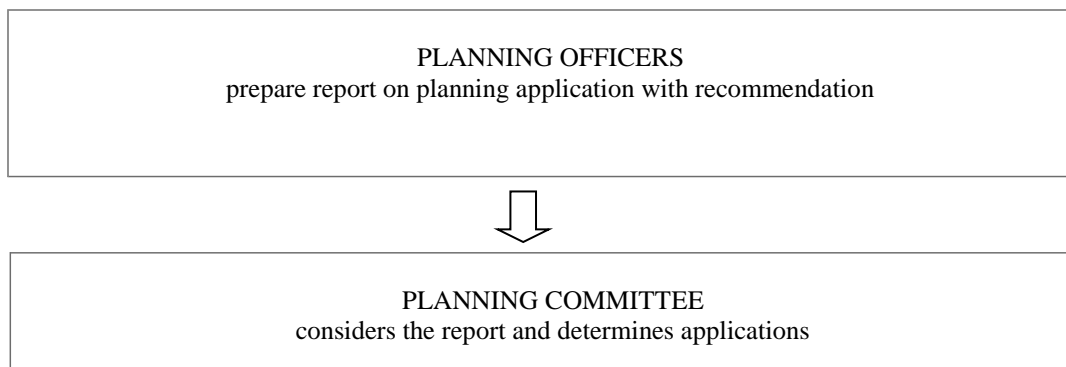 PLANNING OFFICERS
prepare report on planning application with recommendation
PLANNING COMMITTEE
considers the report and determines applications